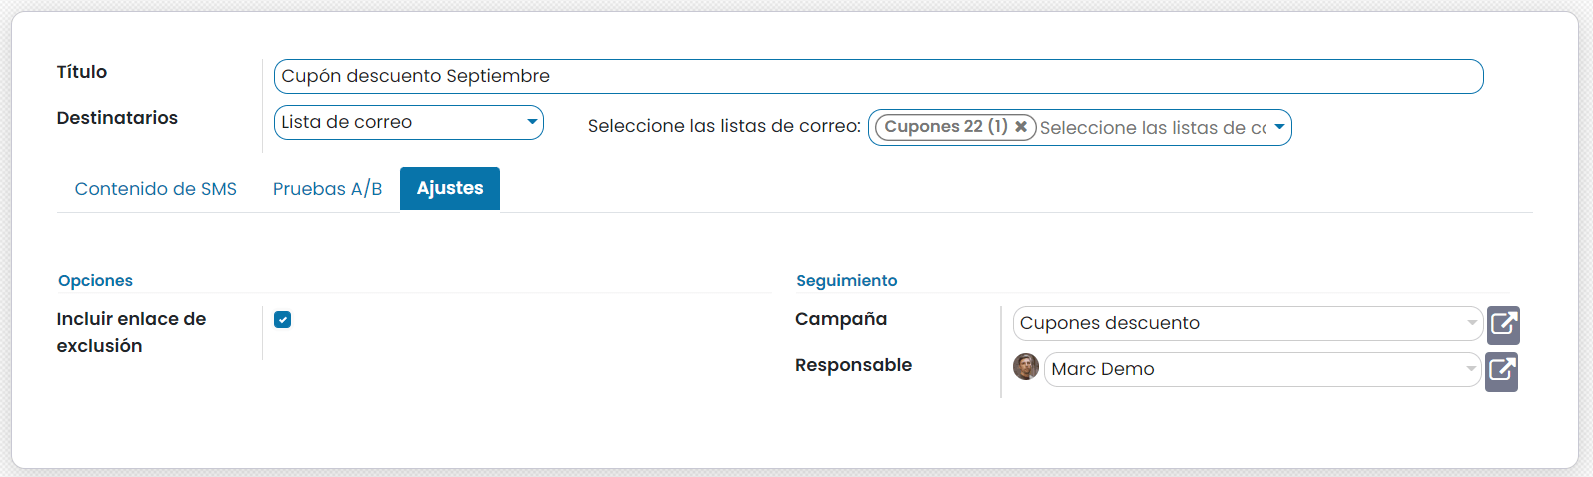 Título
Cupón descuento Septiembre
Destinatarios
Lista de correo
Seleccione las listas de correo:
Cupones 22 (1) ✖
Seleccione las listas de cc
Contenido de SMS
Pruebas A/B
Ajustes
Opciones
Incluir enlace de
exclusión
Seguimiento
Campaña
Cupones descuento
Responsable
Marc Demo